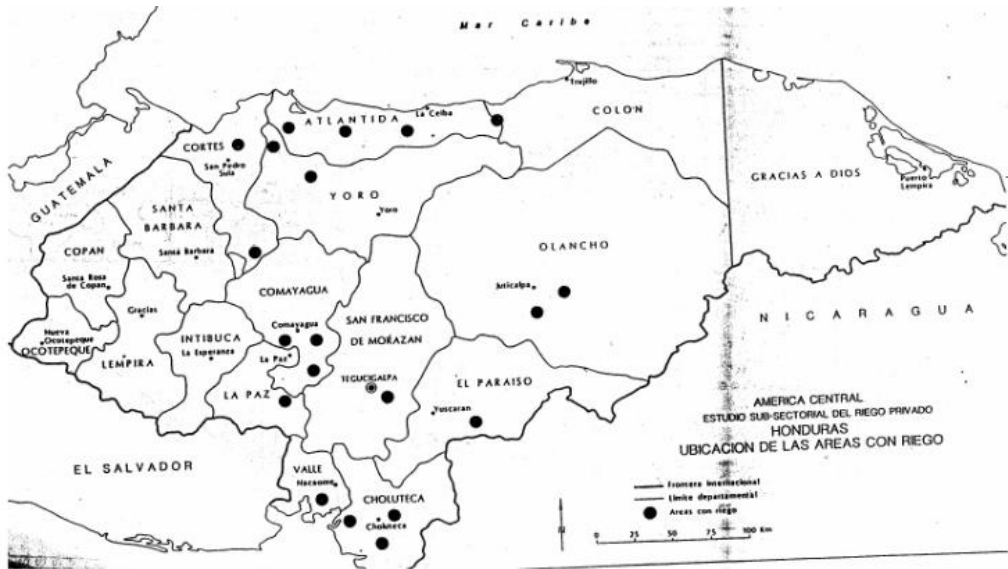 Mar Caribe
Trujillo
La Ceiba
COLON
ATLANTIDA
CORTES
San Pedro
Sula
GUATEMALA
GRACIAS A DIOS
Puerto
Lempira
YORO
Yoro
SANTA
BARBARA
Santa Barbara
OLANCHO
COPAN
Santa Rosa
de Copan
Juticalpa
COMAYAGUA
Comayagua
Gracias
SAN FRANCISCO
DE MORAZAN
NICARAGUA
Nueva
Ocotepeque
OCOTEPEQUE
INTIBUCA
La Esperanza
LEMPIRA
La Paz
TEGUCIGALPA
EL PARAISO
LA PAZ
Yuscaran
AMERICA CENTRAL
ESTUDIO SUB-SECTORIAL DEL RIEGO PRIVADO
HONDURAS
UBICACION DE LAS AREAS CON RIEGO
EL SALVADOR
VALLE
Nacaome
CHOLUTECA
Choluteca
Frontera internacional
Limite departamental
Areas con riego
0 25 50 75 100 Km